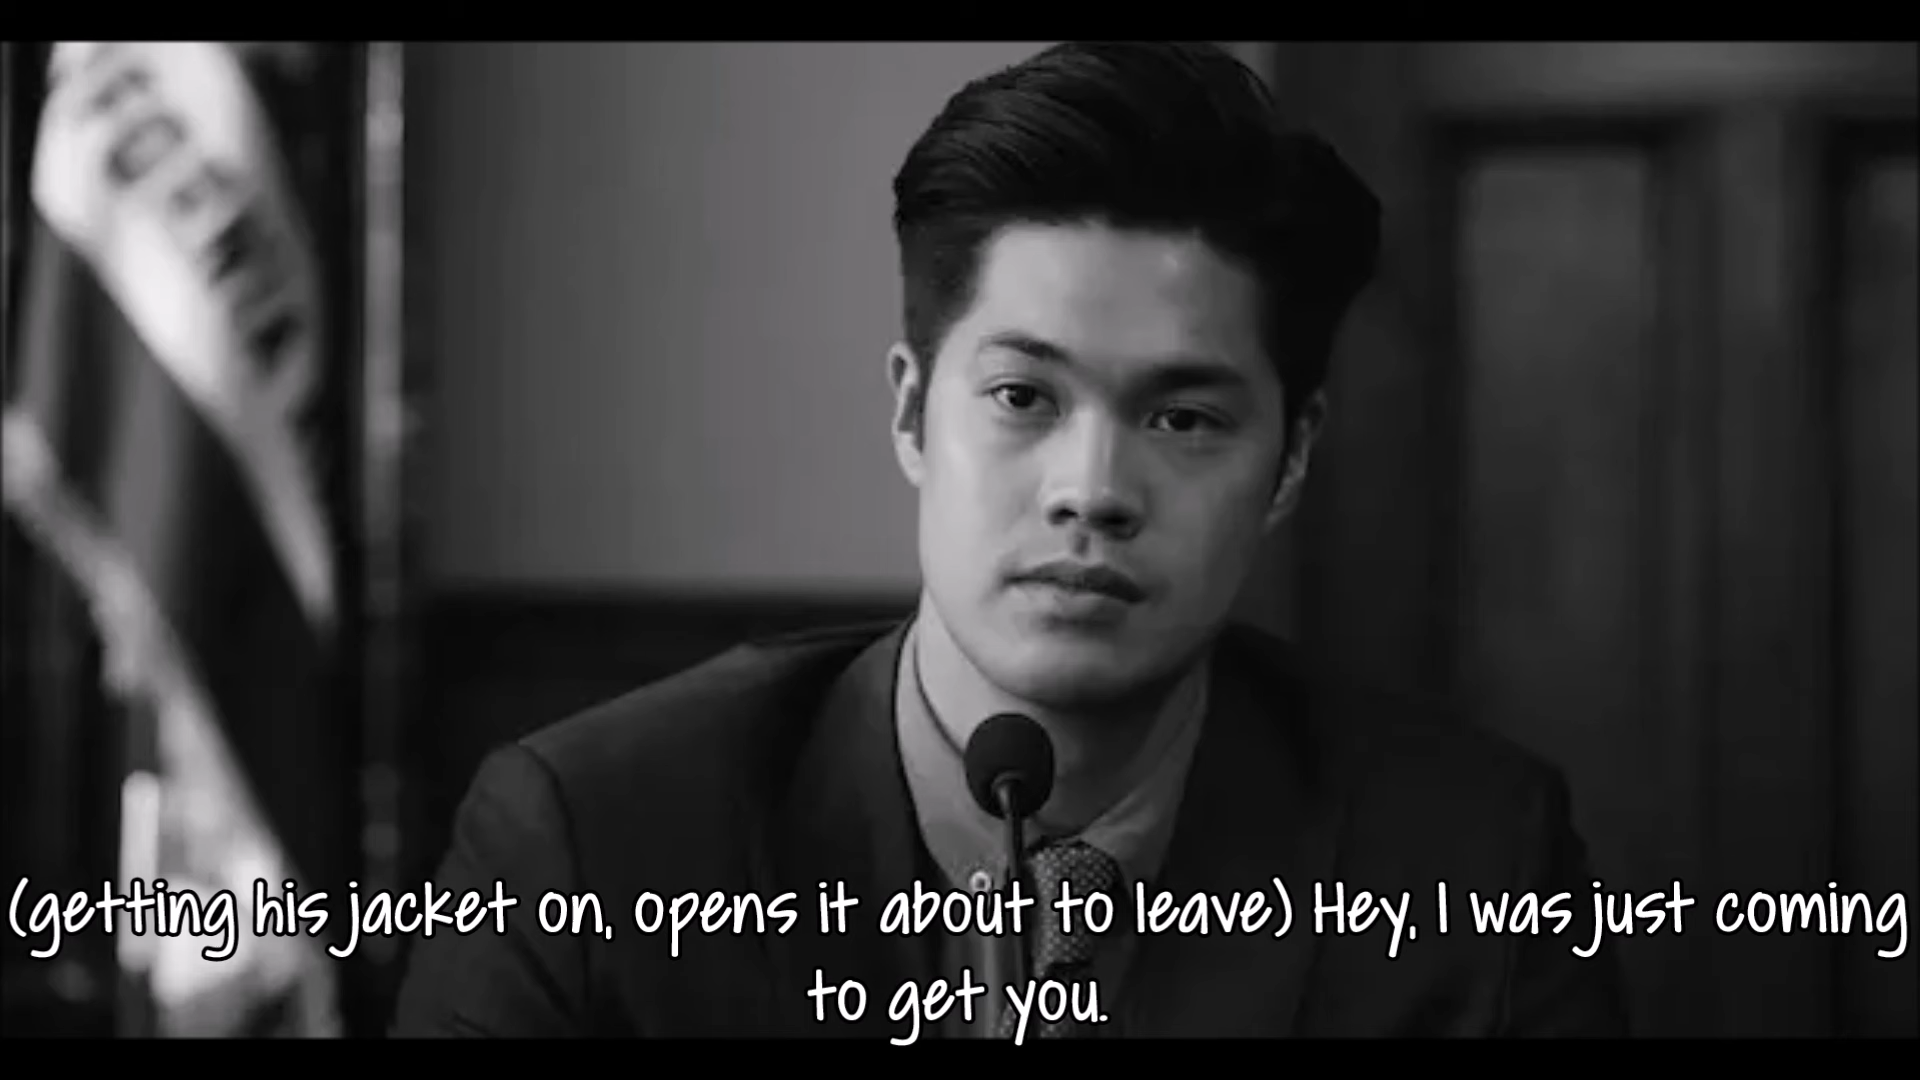 (getting his jacket on, opens it about to leave) Hey, I was just coming
to get you.